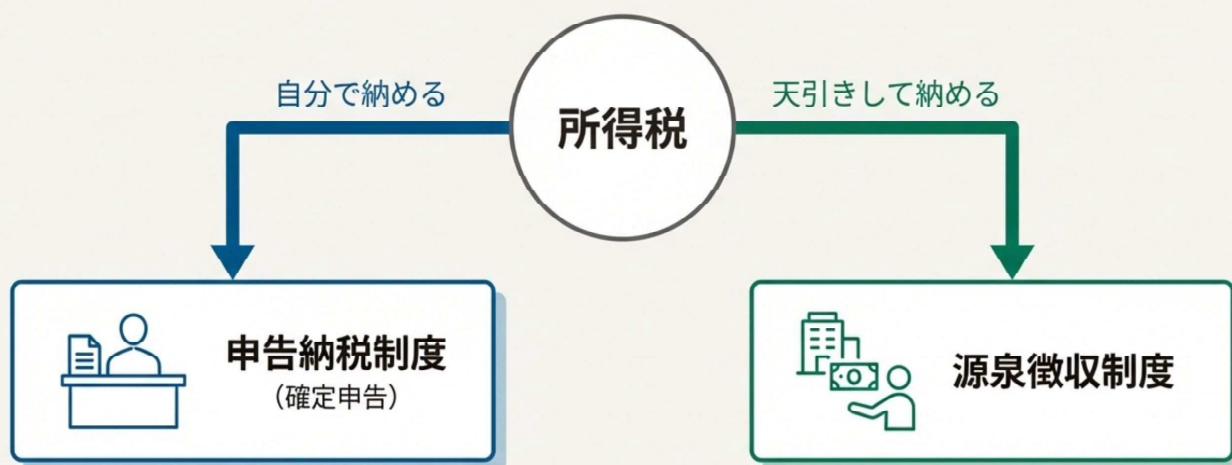 所得税
自分で納める
天引きして納める
申告納税制度
（確定申告）
源泉徴収制度